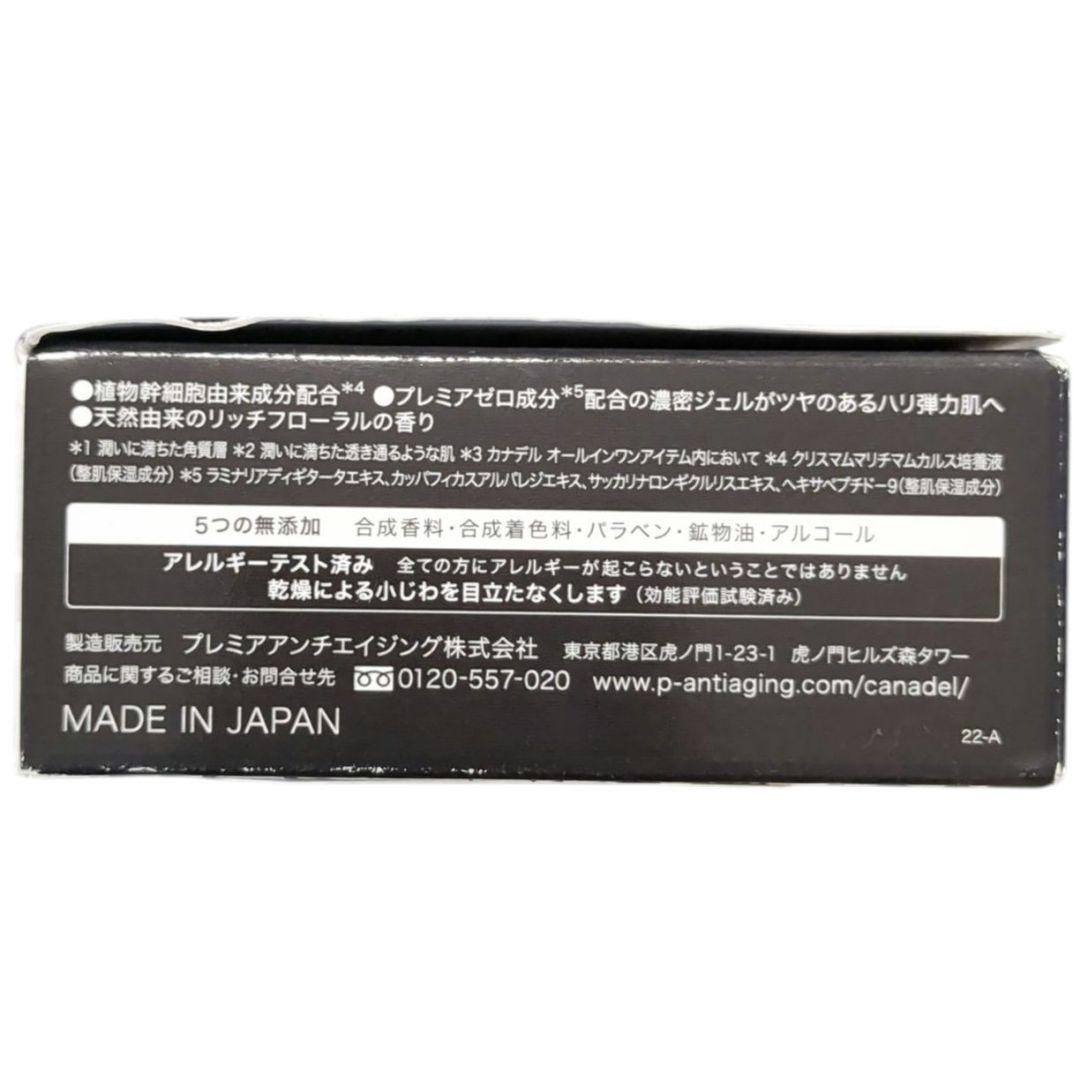 ●植物幹細胞由来成分配合*4 ●プレミアゼロ成分*5配合の濃密ジェルがツヤのあるハリ弾力肌へ
●天然由来のリッチフローラルの香り
*1 潤いに満ちた角質層 *2 潤いに満ちた透き通るような肌 *3 カナデル オールインワンアイテム内において *4 クリスマムマリチマムカルス培養液
(整肌保湿成分) *5 ラミナリアディギタータエキス、カッパフィカスアルバレジエキス、サッカリナロンギクルリスエキス、ヘキサペプチドー9(整肌保湿成分)
5つの無添加 合成香料・合成着色料・パラベン・鉱物油・アルコール
アレルギーテスト済み 全ての方にアレルギーが起こらないということではありません
乾燥による小じわを目立たなくします(効能評価試験済み)
製造販売元 プレミアアンチエイジング株式会社 東京都港区虎ノ門1-23-1 虎ノ門ヒルズ森タワー
商品に関するご相談・お問合せ先 0120-557-020 www.p-antiaging.com/canadel/
MADE IN JAPAN
22-A